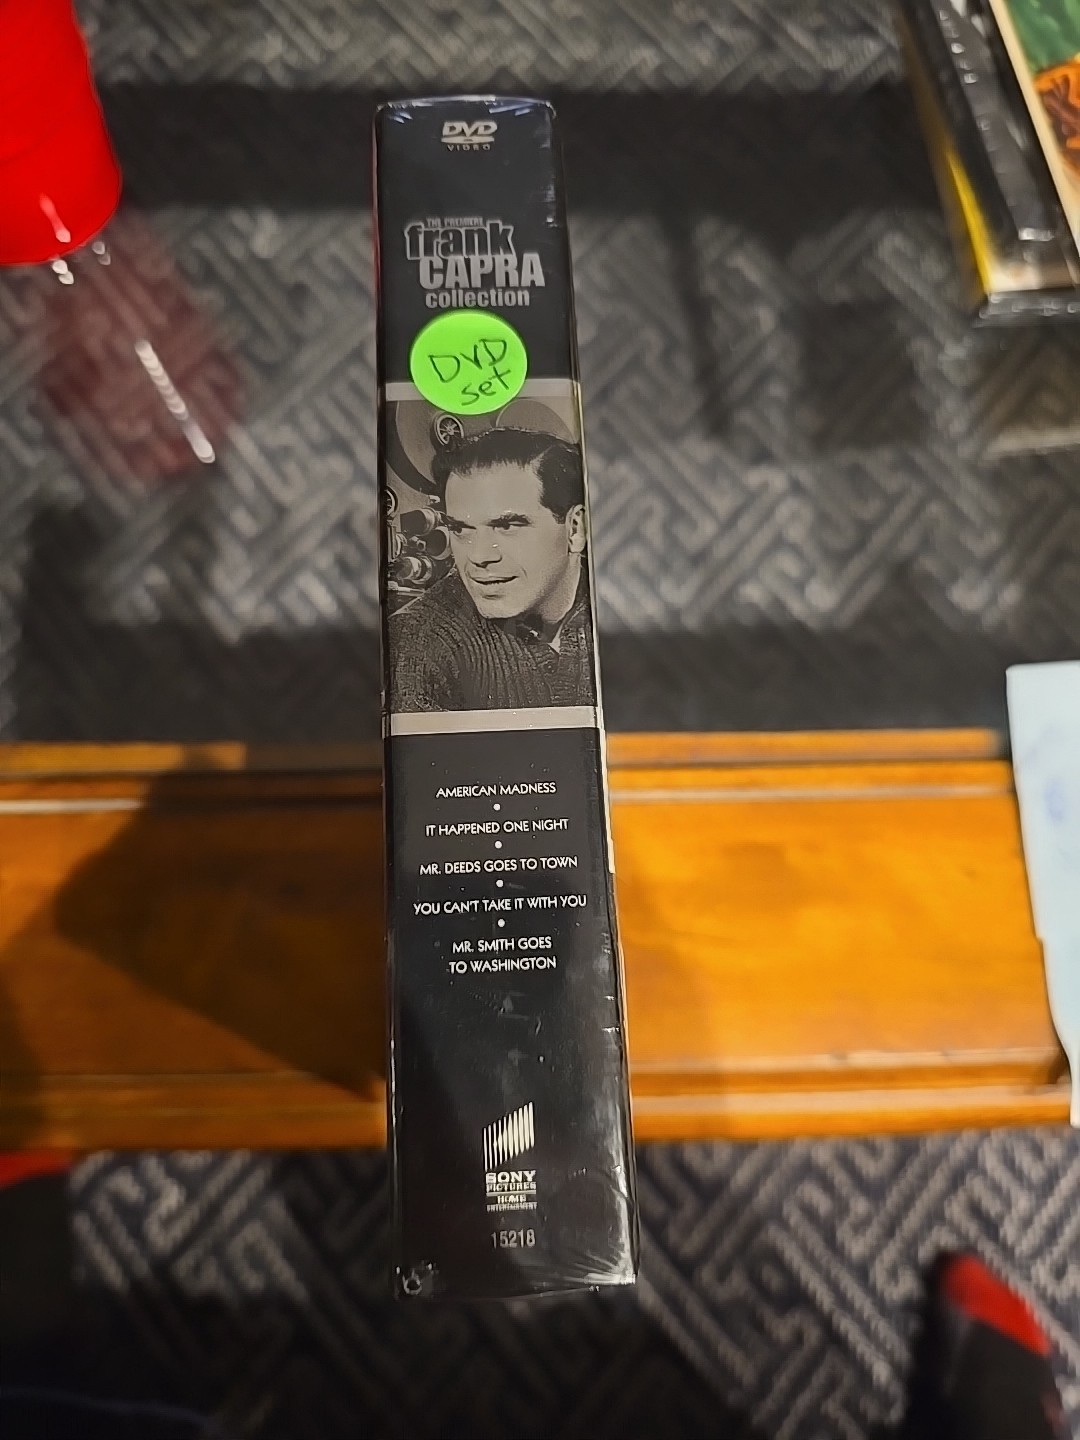 DVD
VIDEO
THE PREMIERE
frank
CAPRA
collection
DVD
set
AMERICAN MADNESS
IT HAPPENED ONE NIGHT
MR. DEEDS GOES TO TOWN
YOU CAN'T TAKE IT WITH YOU
MR. SMITH GOES
TO WASHINGTON
SONY
PICTURES
HOME
ENTERTAINMENT
15218